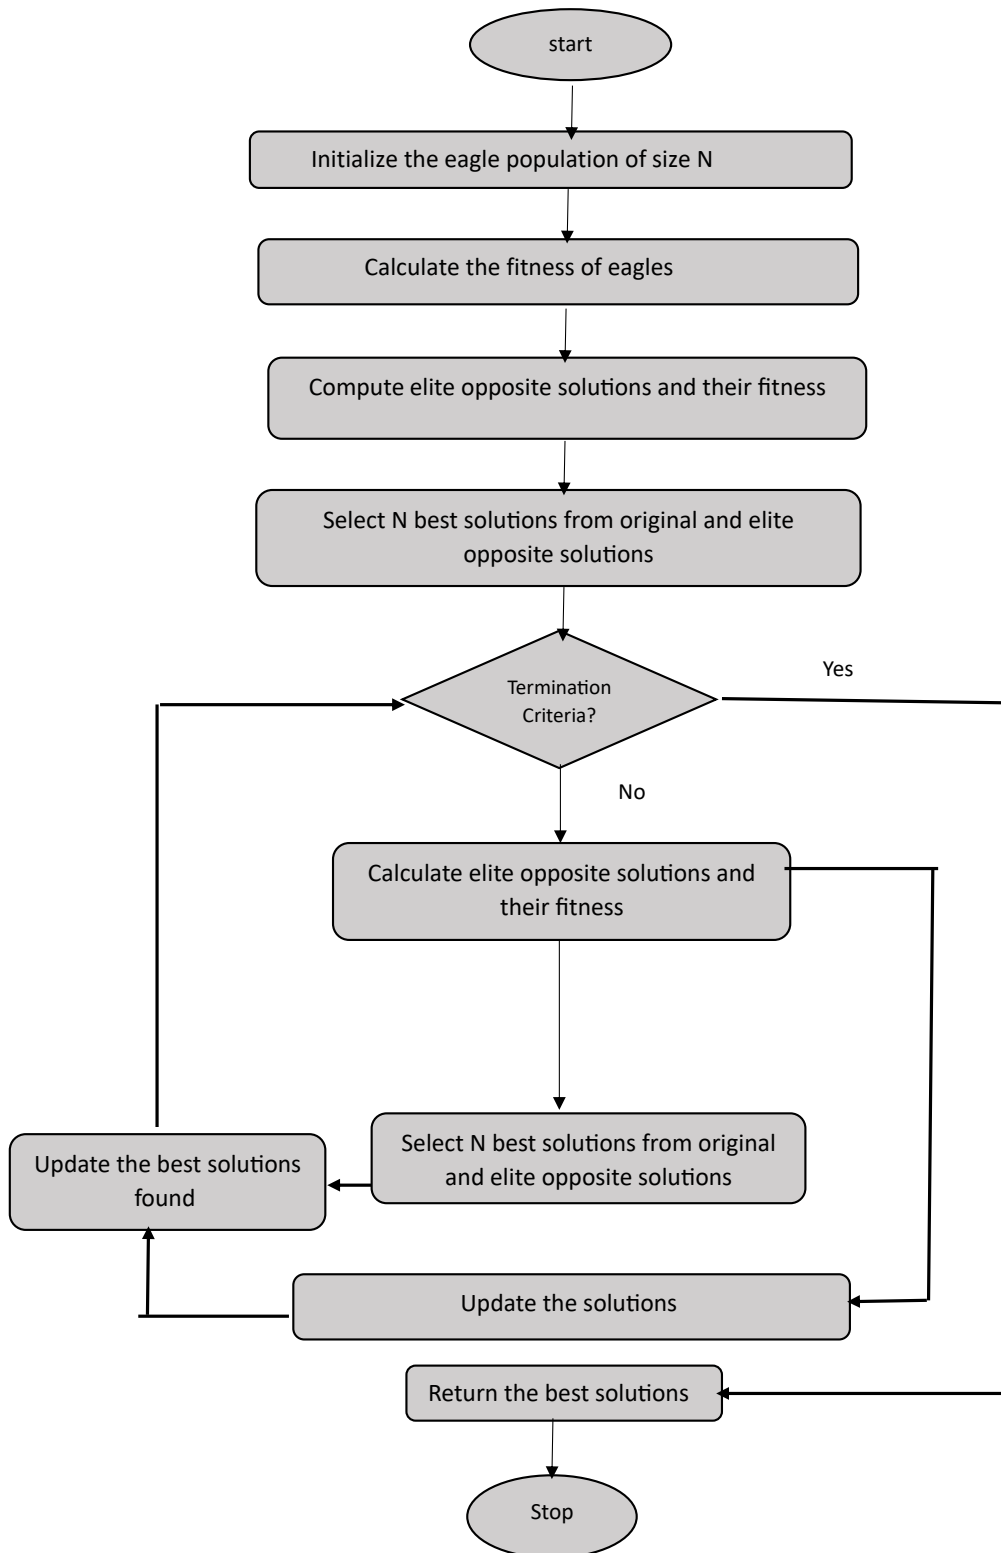 start
Initialize the eagle population of size N
Calculate the fitness of eagles
Compute elite opposite solutions and their fitness
Select N best solutions from original and elite
opposite solutions
Yes
Termination
Criteria?
No
Calculate elite opposite solutions and
their fitness
Select N best solutions from original
and elite opposite solutions
Update the best solutions
found
Update the solutions
Return the best solutions
Stop